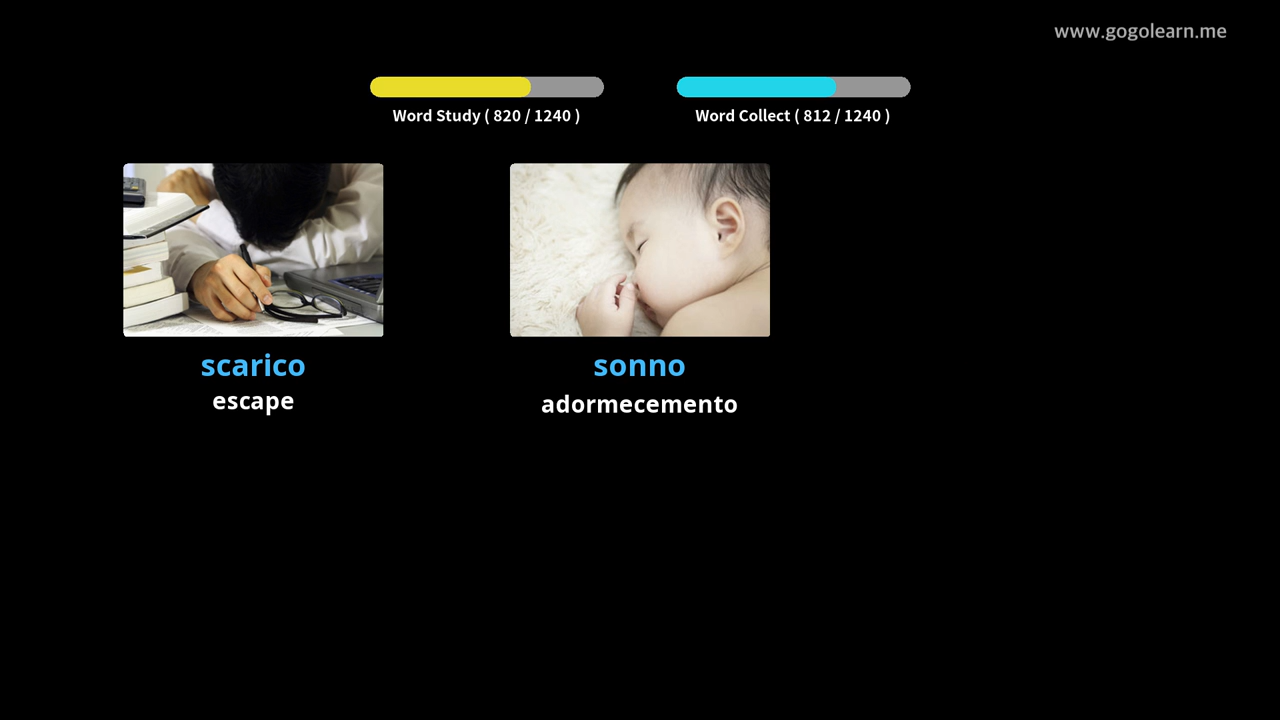 www.gogolearn.me
Word Study ( 820 / 1240 )
Word Collect ( 812 / 1240 )
scarico
escape
sonno
adormecemento